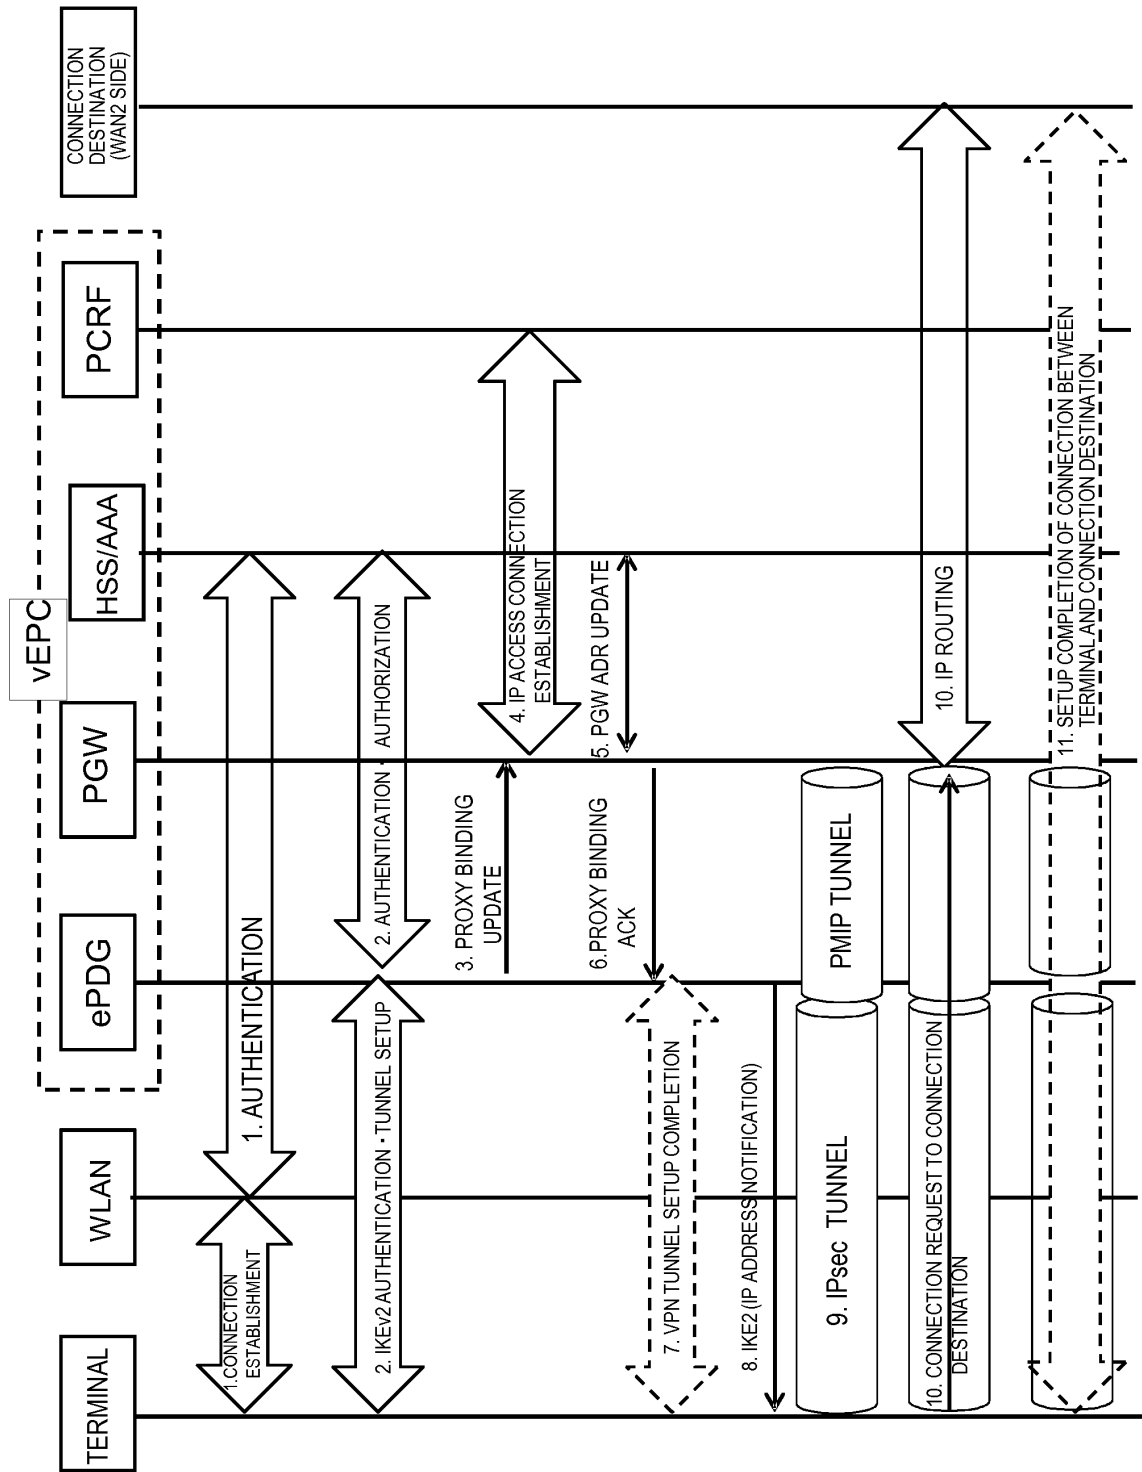 vEPC
TERMINAL
WLAN
ePDG
PGW
HSS/AAA
PCRF
CONNECTION
DESTINATION
(WAN2 SIDE)
1.CONNECTION
ESTABLISHMENT
1. AUTHENTICATION
2. IKEv2 AUTHENTICATION・TUNNEL SETUP
2. AUTHENTICATION・ AUTHORIZATION
3. PROXY BINDING
UPDATE
4. IP ACCESS CONNECTION
ESTABLISHMENT
5. PGW ADR UPDATE
6.PROXY BINDING
ACK
7. VPN TUNNEL SETUP COMPLETION
8. IKE2 (IP ADDRESS NOTIFICATION)
9. IPsec TUNNEL
PMIP TUNNEL
10. CONNECTION REQUEST TO CONNECTION
DESTINATION
10. IP ROUTING
11. SETUP COMPLETION OF CONNECTION BETWEEN
TERMINAL AND CONNECTION DESTINATION